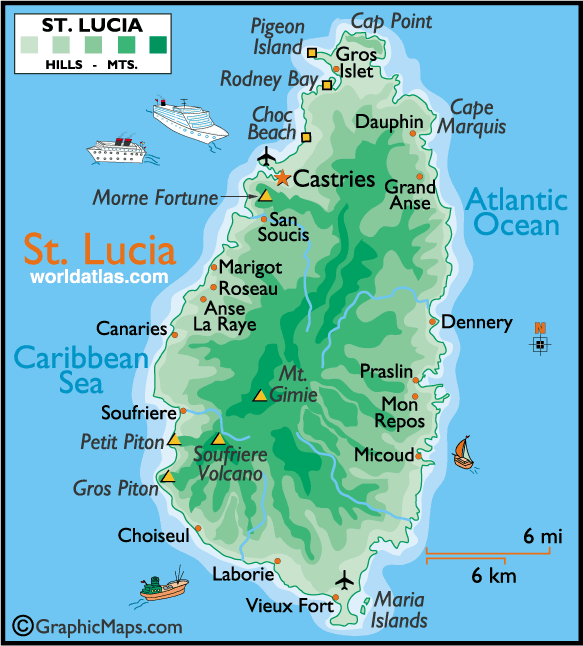 ST. LUCIA
HILLS - MTS.
Pigeon
Island
Cap Point
Gros
Islet
Rodney Bay
Choc
Beach
Dauphin
Cape
Marquis
Castries
Grand
Anse
Morne Fortune
San
Soucis
Atlantic
Ocean
St. Lucia
worldatlas.com
Marigot
Roseau
Anse
La Raye
Canaries
Dennery
N
Caribbean
Sea
Mt.
Gimie
Praslin
Mon
Repos
Soufriere
Petit Piton
Soufriere
Volcano
Micoud
Gros Piton
Choiseul
6 mi
6 km
Laborie
Vieux Fort
Maria
Islands
©GraphicMaps.com